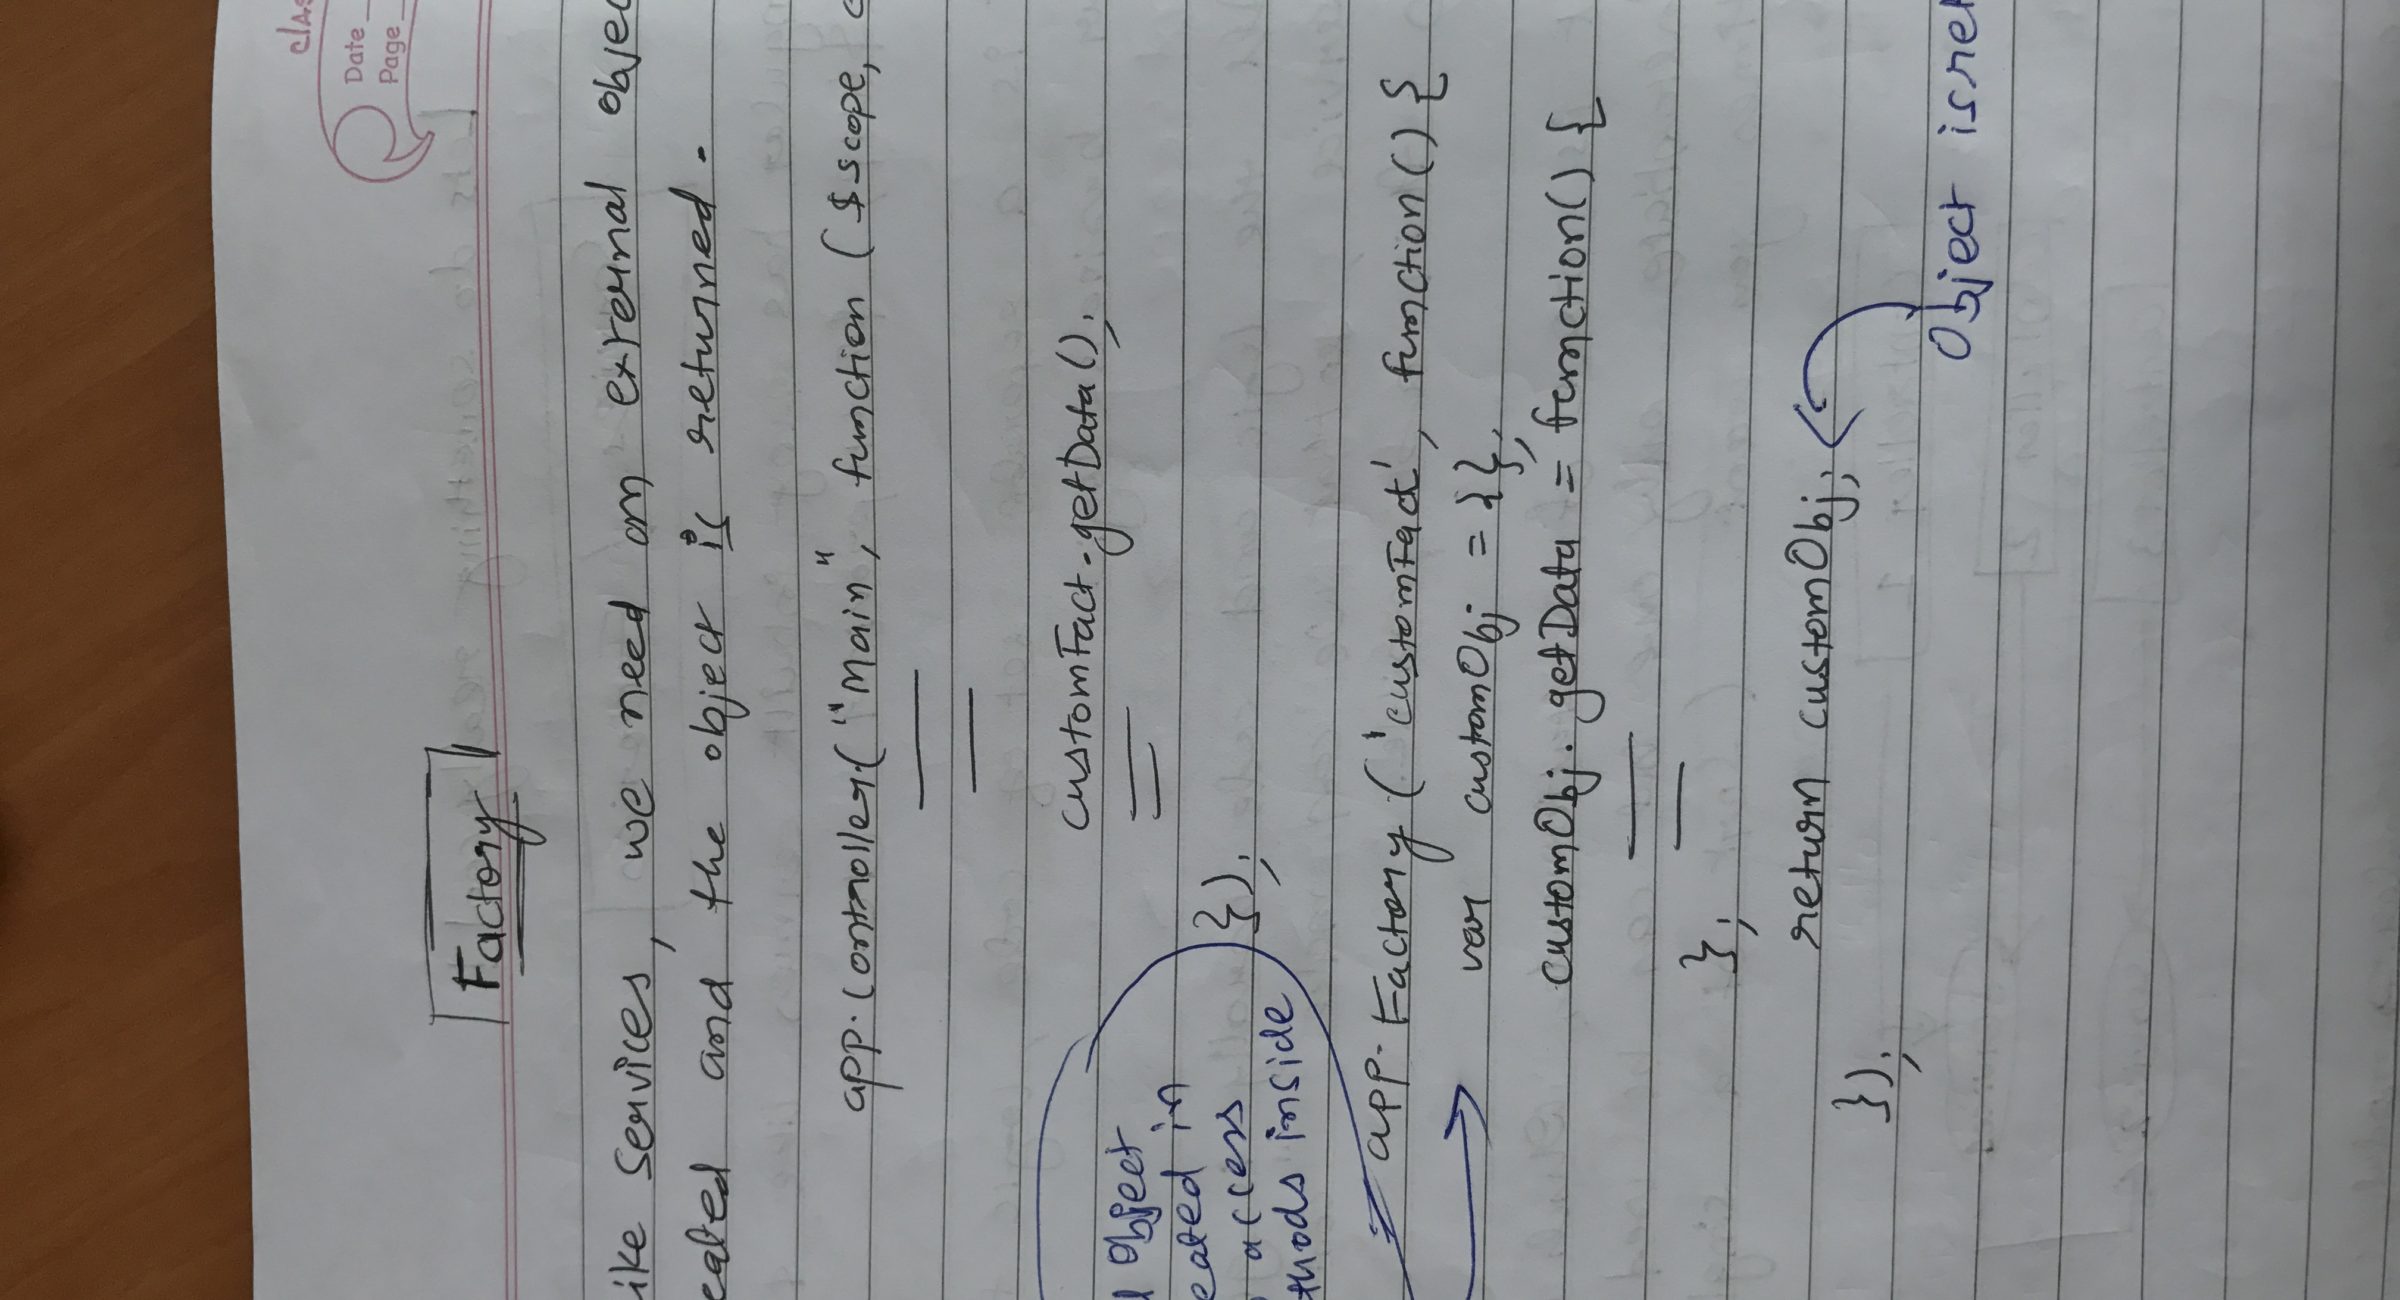 clas
Date
Page
Factory
ike Services, we need an external objec
eated and the object is returned.
app.controller("Main", function ($scope, c
customFact.getData();
d Object
eated in
access
thods inside
});
app.Factory('customFact', function() {
var customObj = {};
customObj.getData = function() {
};
return customObj;
});
Object is ret